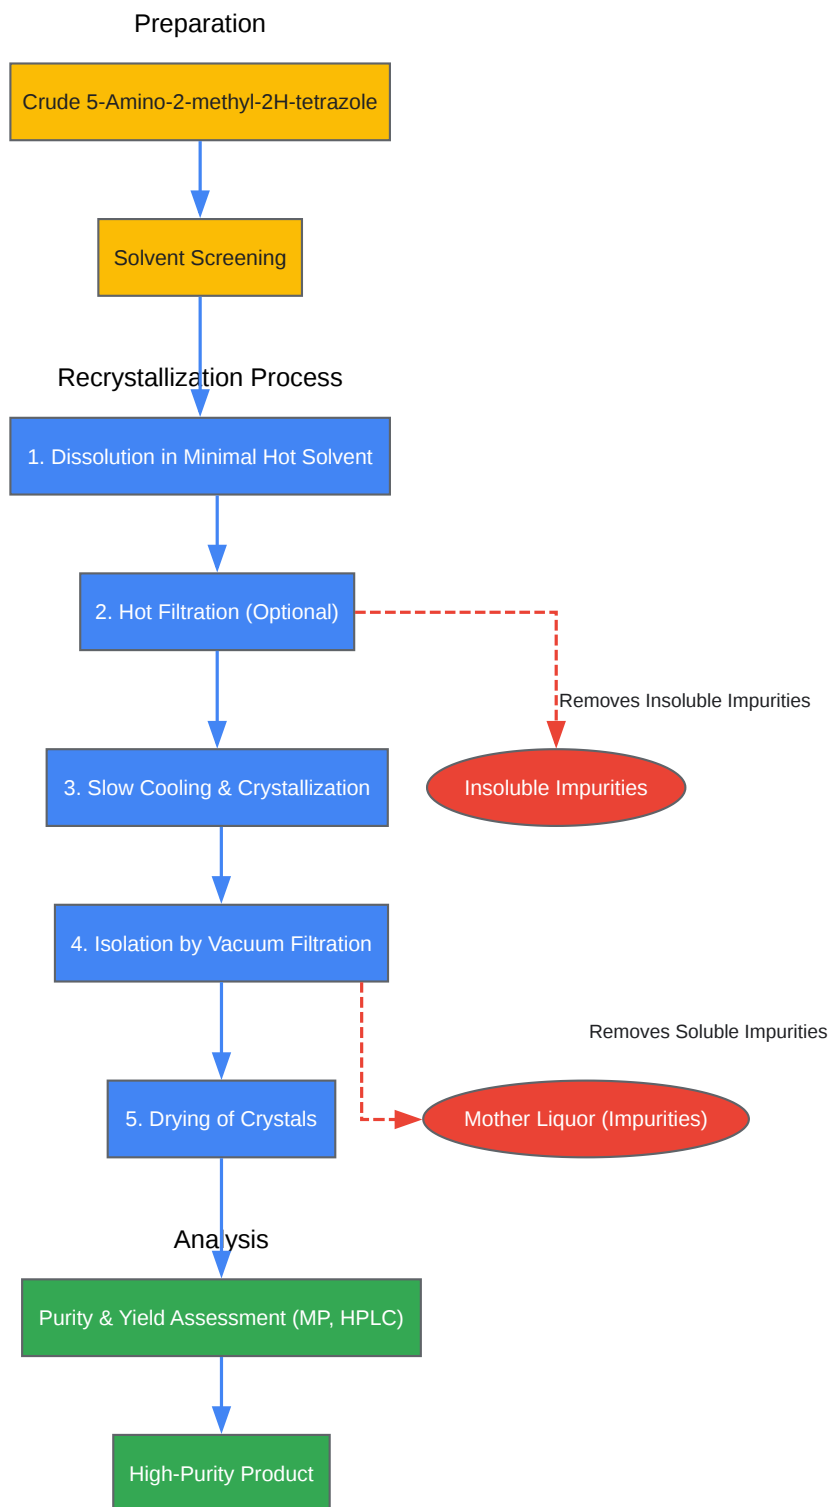 Preparation
Crude 5-Amino-2-methyl-2H-tetrazole
Solvent Screening
Recrystallization Process
1. Dissolution in Minimal Hot Solvent
2. Hot Filtration (Optional)
Removes Insoluble Impurities
3. Slow Cooling & Crystallization
Insoluble Impurities
4. Isolation by Vacuum Filtration
Removes Soluble Impurities
5. Drying of Crystals
Mother Liquor (Impurities)
Analysis
Purity & Yield Assessment (MP, HPLC)
High-Purity Product